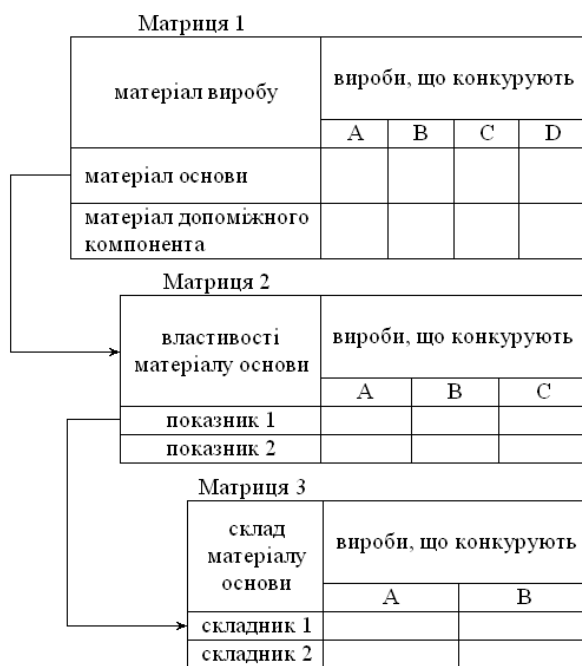 Матриця 1
матеріал виробу
вироби, що конкурують
A B C D
матеріал основи
матеріал допоміжного
компонента
Матриця 2
властивості
матеріалу основи
вироби, що конкурують
A B C
показник 1
показник 2
Матриця 3
склад
матеріалу
основи
вироби, що конкурують
A B
складник 1
складник 2